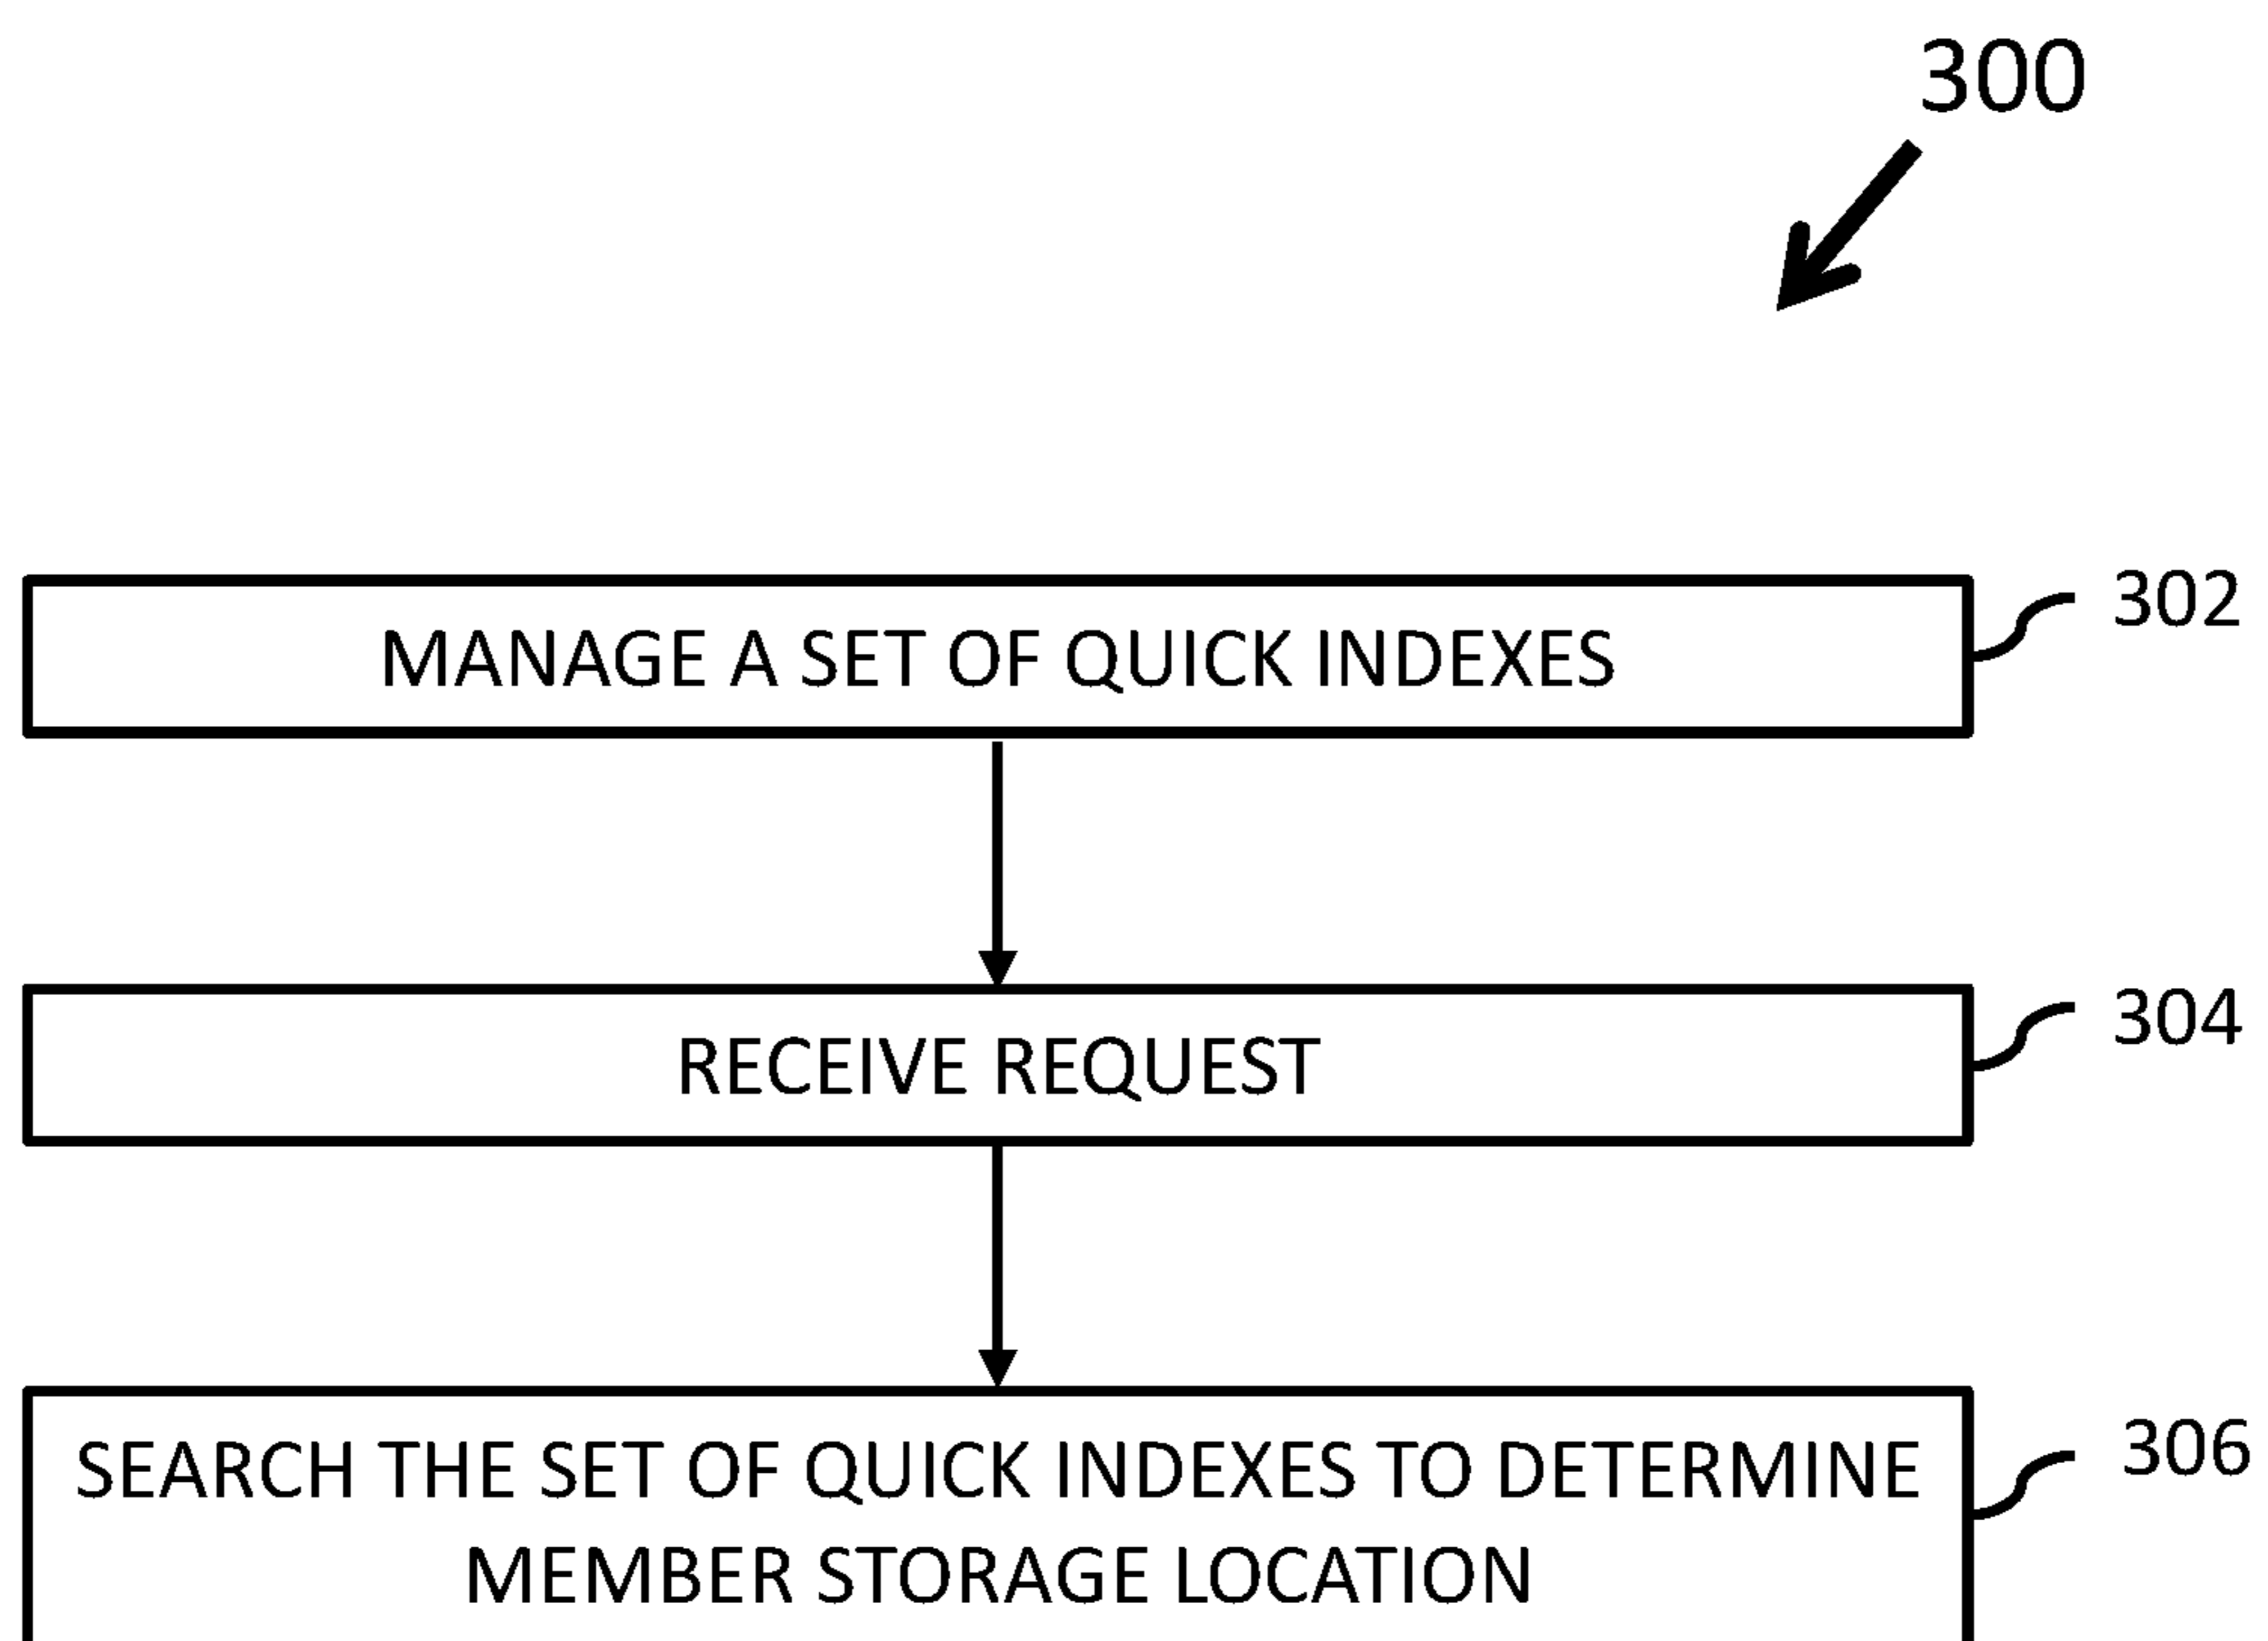 300
MANAGE A SET OF QUICK INDEXES
302
RECEIVE REQUEST
304
SEARCH THE SET OF QUICK INDEXES TO DETERMINE
MEMBER STORAGE LOCATION
306